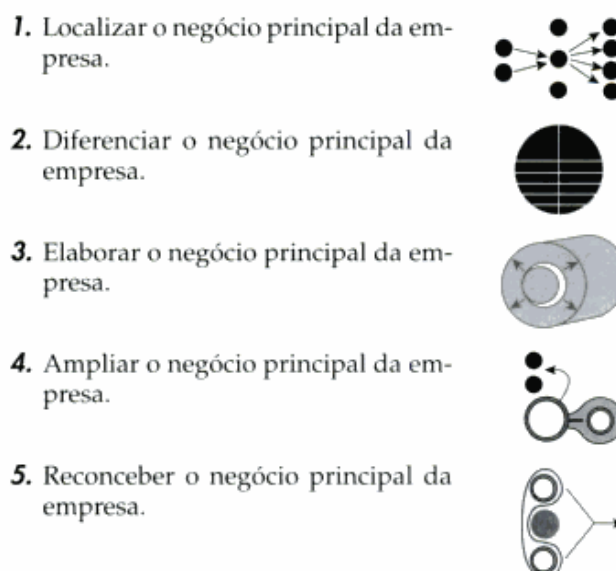 1. Localizar o negócio principal da em-
presa.
2. Diferenciar o negócio principal da
empresa.
3. Elaborar o negócio principal da em-
presa.
4. Ampliar o negócio principal da em-
presa.
5. Reconceber o negócio principal da
empresa.